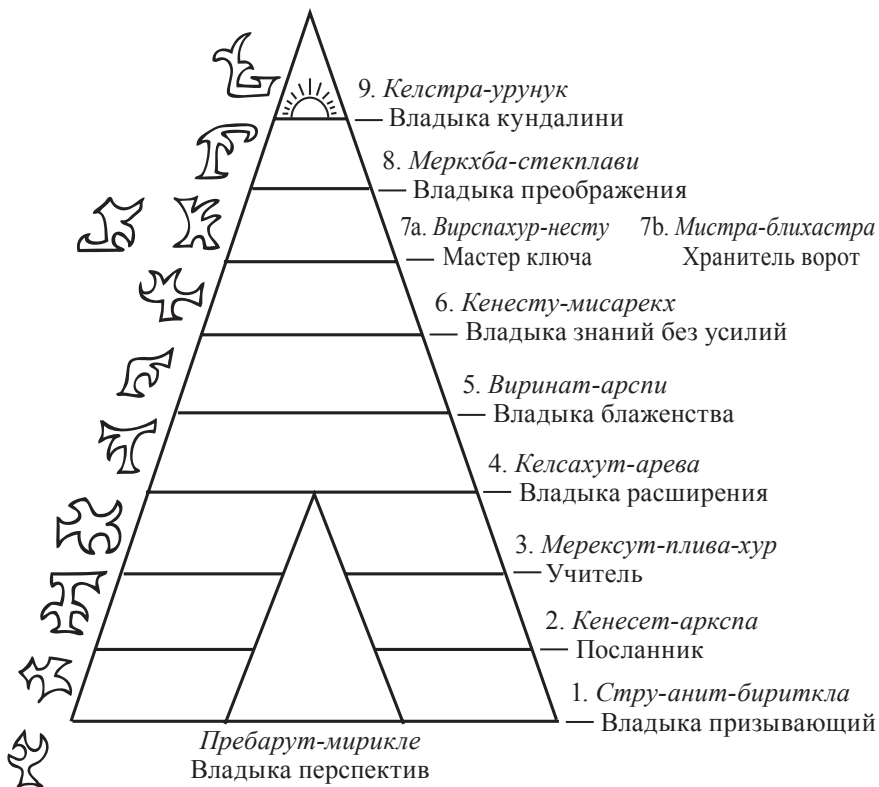 9. Келстра-урунук
— Владыка кундалини
8. Меркхба-стекплави
— Владыка преображения
7a. Вирспахур-несту 7b. Мистра-блихастра
— Мастер ключа Хранитель ворот
6. Кенесту-мисарекх
— Владыка знаний без усилий
5. Виринат-арспи
— Владыка блаженства
4. Келсахут-арева
— Владыка расширения
3. Мерексут-плива-хур
— Учитель
2. Кенесет-аркспа
— Посланник
1. Стру-анит-бириткла
— Владыка призывающий
Пребарут-мирикле
Владыка перспектив